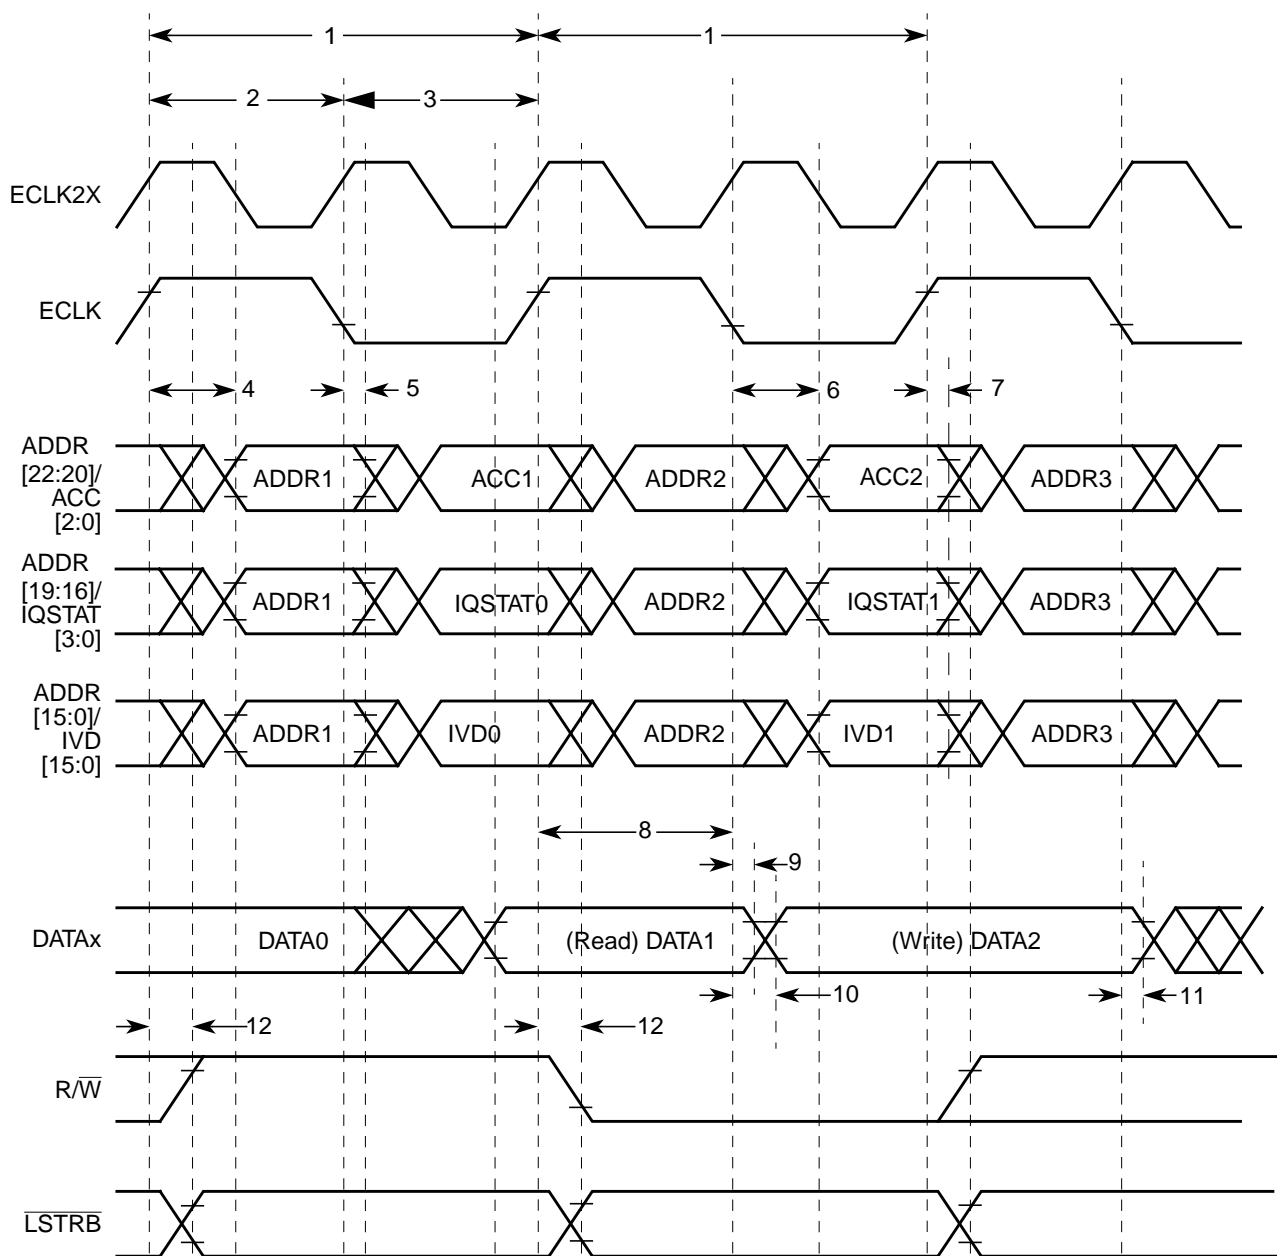 1 1
2 3
ECLK2X
ECLK
4 5 6 7
ADDR
[22:20]/
ACC
[2:0]
ADDR1 ACC1 ADDR2 ACC2 ADDR3
ADDR
[19:16]/
IQSTAT
[3:0]
ADDR1 IQSTAT0 ADDR2 IQSTAT1 ADDR3
ADDR
[15:0]/
IVD
[15:0]
ADDR1 IVD0 ADDR2 IVD1 ADDR3
8
9
DATAx DATA0 (Read) DATA1 (Write) DATA2
10 11
12 12
R/W
LSTRB